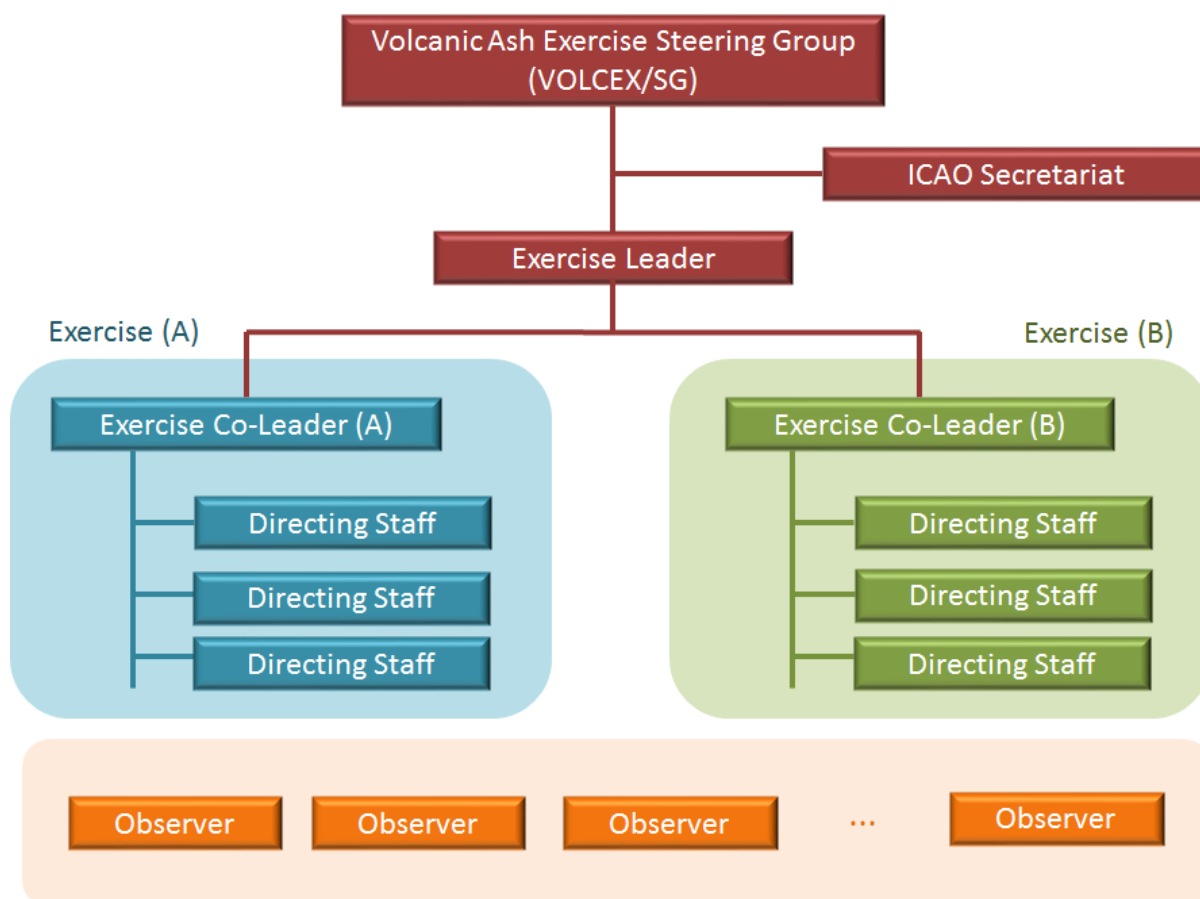 Volcanic Ash Exercise Steering Group
(VOLCEX/SG)
ICAO Secretariat
Exercise Leader
Exercise (A)
Exercise (B)
Exercise Co-Leader (A)
Exercise Co-Leader (B)
Directing Staff
Directing Staff
Directing Staff
Directing Staff
Directing Staff
Directing Staff
Observer
Observer
Observer
...
Observer